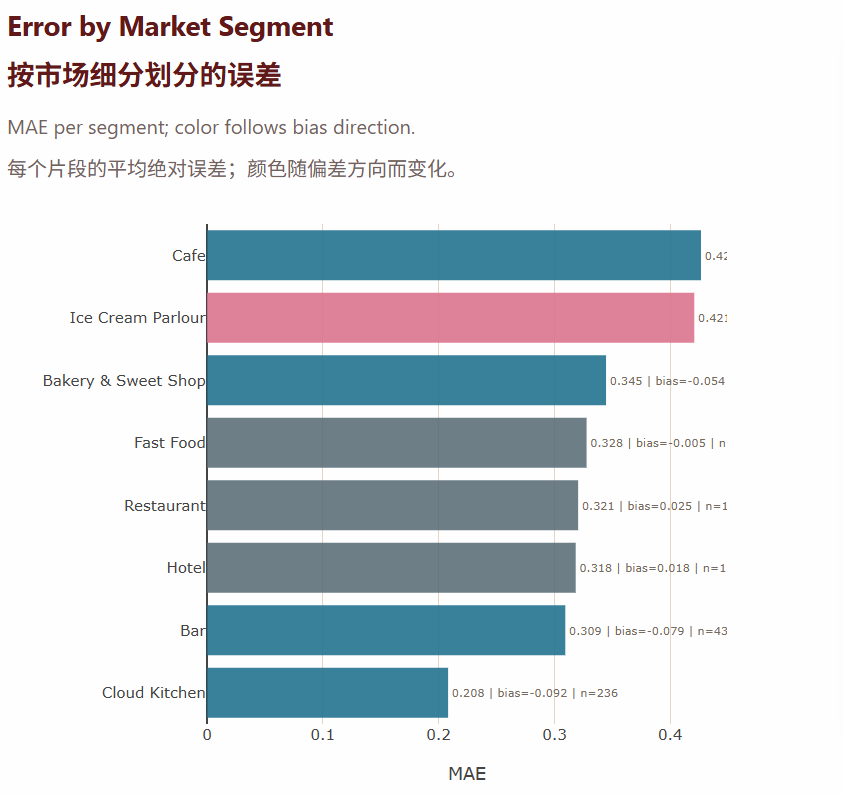 Error by Market Segment
按市场细分划分的误差
MAE per segment; color follows bias direction.
每个片段的平均绝对误差；颜色随偏差方向而变化。
Cafe 0.42
Ice Cream Parlour 0.421
Bakery & Sweet Shop 0.345 | bias=-0.054
Fast Food 0.328 | bias=-0.005 | n
Restaurant 0.321 | bias=0.025 | n=1
Hotel 0.318 | bias=0.018 | n=1
Bar 0.309 | bias=-0.079 | n=43
Cloud Kitchen 0.208 | bias=-0.092 | n=236
0 0.1 0.2 0.3 0.4
MAE